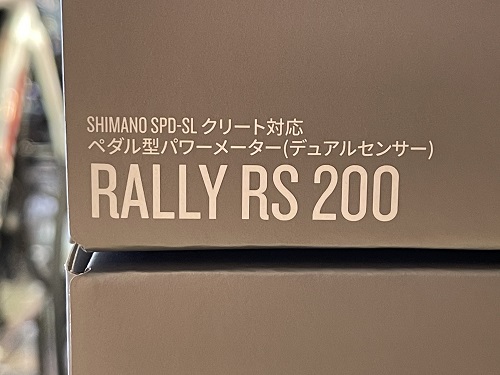 SHIMANO SPD-SL クリート対応
ペダル型パワーメーター(デュアルセンサー)
RALLY RS 200